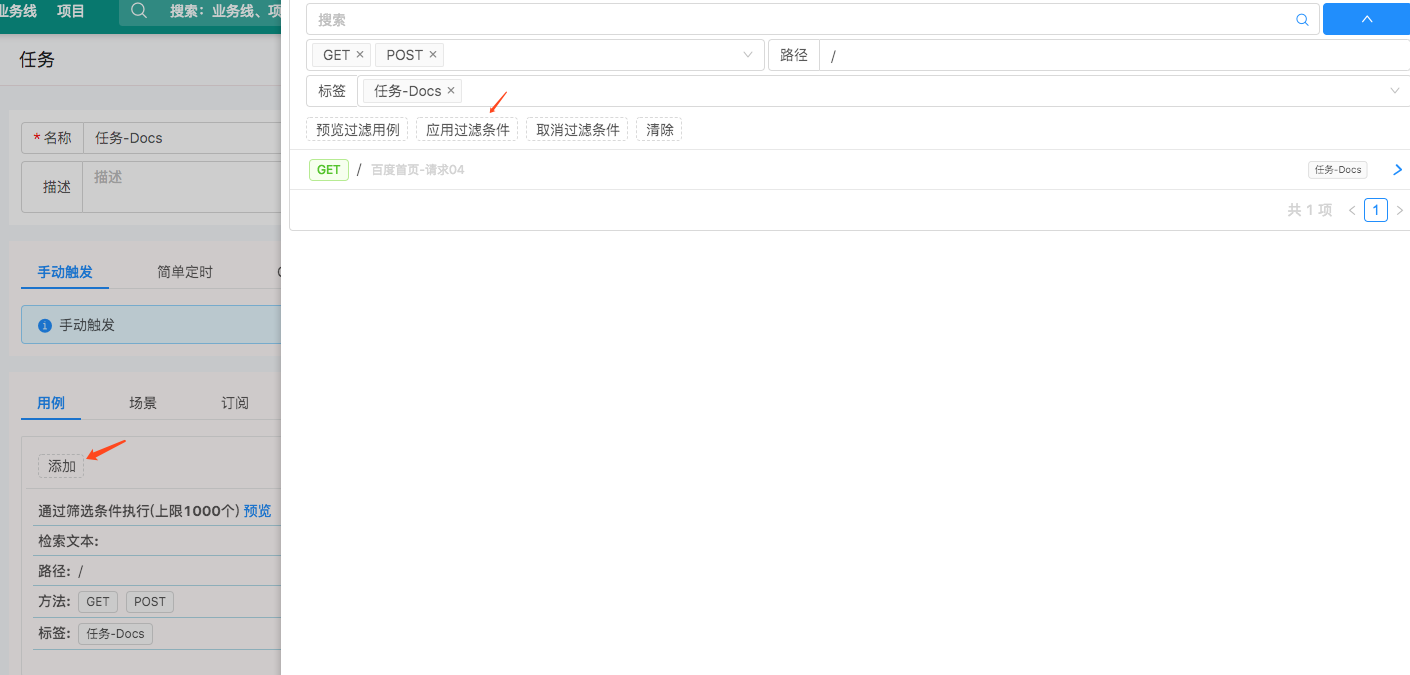 业务线 项目 搜索：业务线、项
任务
* 名称 任务-Docs
描述 描述
手动触发 简单定时
手动触发
用例 场景 订阅
添加
通过筛选条件执行(上限1000个) 预览
检索文本:
路径: /
方法: GET POST
标签: 任务-Docs
搜索
GET × POST × 路径 /
标签 任务-Docs ×
预览过滤用例 应用过滤条件 取消过滤条件 清除
GET / 百度首页-请求04 任务-Docs
共 1 项 < 1 >